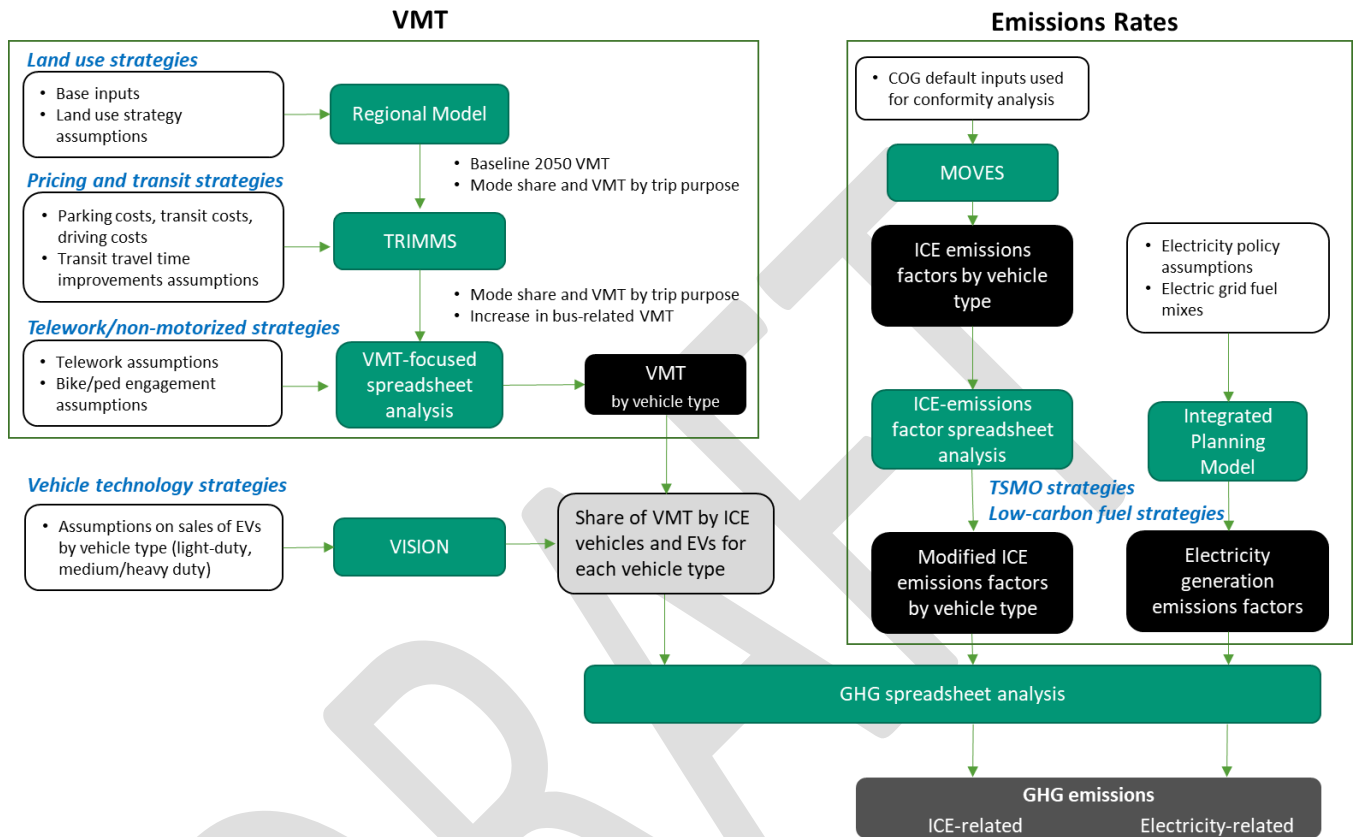 VMT
Land use strategies
• Base inputs
• Land use strategy
assumptions
Regional Model
• Baseline 2050 VMT
• Mode share and VMT by trip purpose
Pricing and transit strategies
• Parking costs, transit costs,
driving costs
• Transit travel time
improvements assumptions
TRIMMS
• Mode share and VMT by trip purpose
• Increase in bus-related VMT
Telework/non-motorized strategies
• Telework assumptions
• Bike/ped engagement
assumptions
VMT-focused
spreadsheet
analysis
VMT
by vehicle type
Vehicle technology strategies
• Assumptions on sales of EVs
by vehicle type (light-duty,
medium/heavy duty)
VISION
Share of VMT by ICE
vehicles and EVs for
each vehicle type
Emissions Rates
• COG default inputs used
for conformity analysis
MOVES
ICE emissions
factors by vehicle
type
• Electricity policy
assumptions
• Electric grid fuel
mixes
ICE-emissions
factor spreadsheet
analysis
Integrated
Planning
Model
TSMO strategies
Low-carbon fuel strategies
Modified ICE
emissions factors
by vehicle type
Electricity
generation
emissions factors
GHG spreadsheet analysis
GHG emissions
ICE-related
Electricity-related
DRAFT